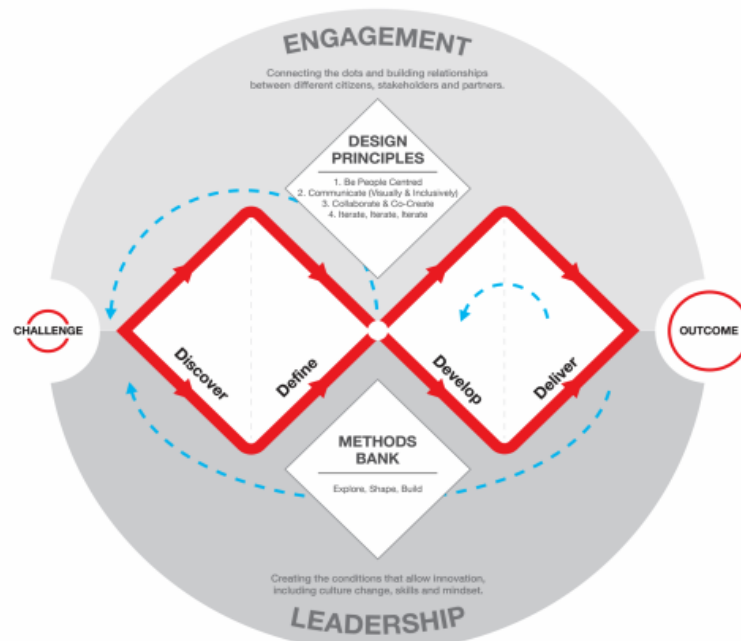 ENGAGEMENT
Connecting the dots and building relationships
between different citizens, stakeholders and partners.
DESIGN
PRINCIPLES
1. Be People Centred
2. Communicate (Visually & Inclusively)
3. Collaborate & Co-Create
4. Iterate, Iterate, Iterate
CHALLENGE
OUTCOME
Discover
Define
Develop
Deliver
METHODS
BANK
Explore, Shape, Build
Creating the conditions that allow innovation,
including culture change, skills and mindset.
LEADERSHIP